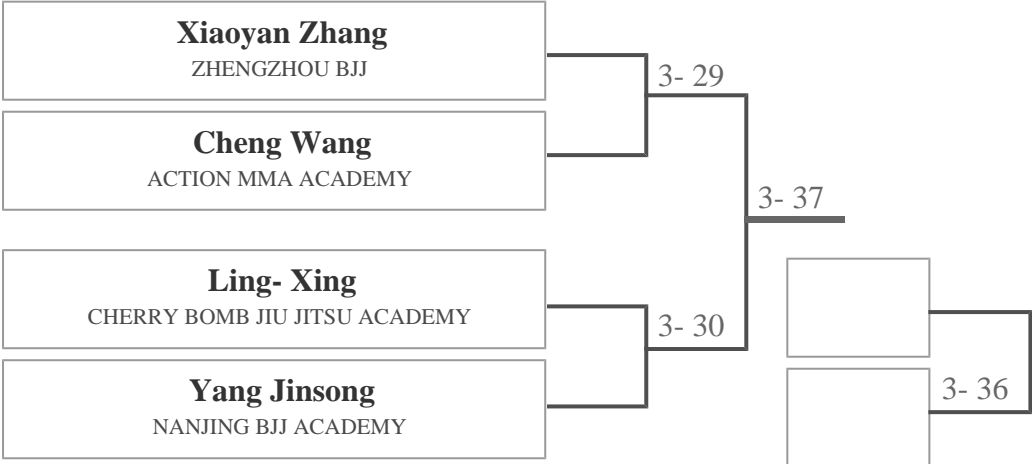 Xiaoyan Zhang
ZHENGZHOU BJJ
3- 29
Cheng Wang
ACTION MMA ACADEMY
3- 37
Ling- Xing
CHERRY BOMB JIU JITSU ACADEMY
3- 30
Yang Jinsong
NANJING BJJ ACADEMY
3- 36